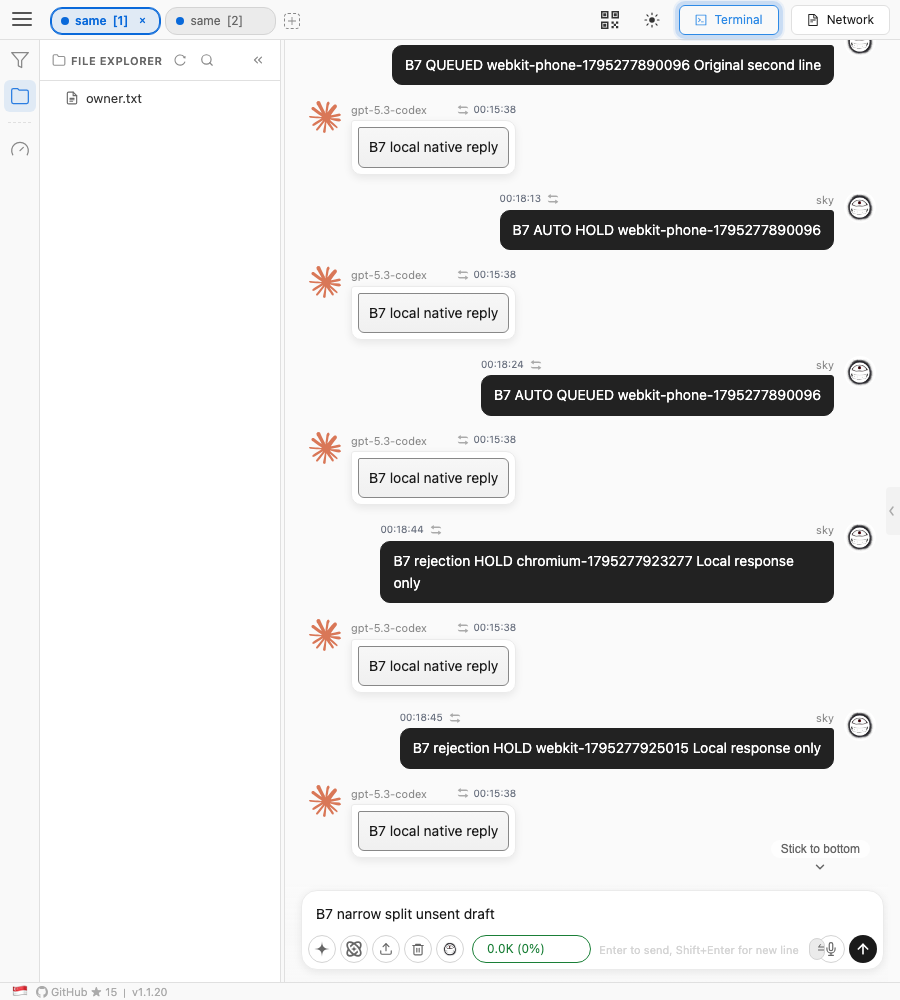 same [1] ×
same [2]
Terminal
Network
FILE EXPLORER
owner.txt
B7 QUEUED webkit-phone-1795277890096 Original second line
gpt-5.3-codex 00:15:38
B7 local native reply
00:18:13 sky
B7 AUTO HOLD webkit-phone-1795277890096
gpt-5.3-codex 00:15:38
B7 local native reply
00:18:24 sky
B7 AUTO QUEUED webkit-phone-1795277890096
gpt-5.3-codex 00:15:38
B7 local native reply
00:18:44 sky
B7 rejection HOLD chromium-1795277923277 Local response
only
gpt-5.3-codex 00:15:38
B7 local native reply
00:18:45 sky
B7 rejection HOLD webkit-1795277925015 Local response only
gpt-5.3-codex 00:15:38
B7 local native reply
Stick to bottom
B7 narrow split unsent draft
0.0K (0%)
Enter to send, Shift+Enter for new line
GitHub ★ 15 | v1.1.20